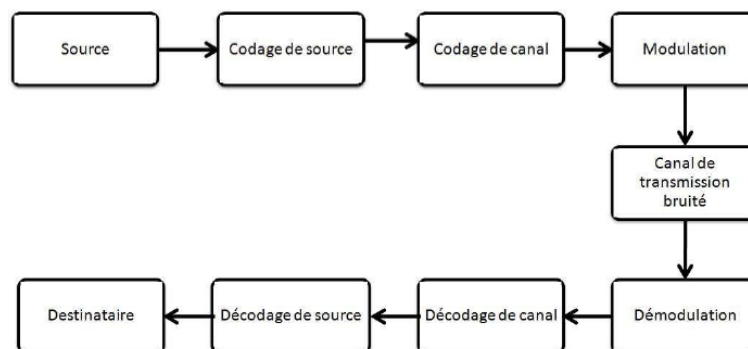 Source
Codage de source
Codage de canal
Modulation
Canal de
transmission
bruité
Démodulation
Décodage de canal
Décodage de source
Destinataire